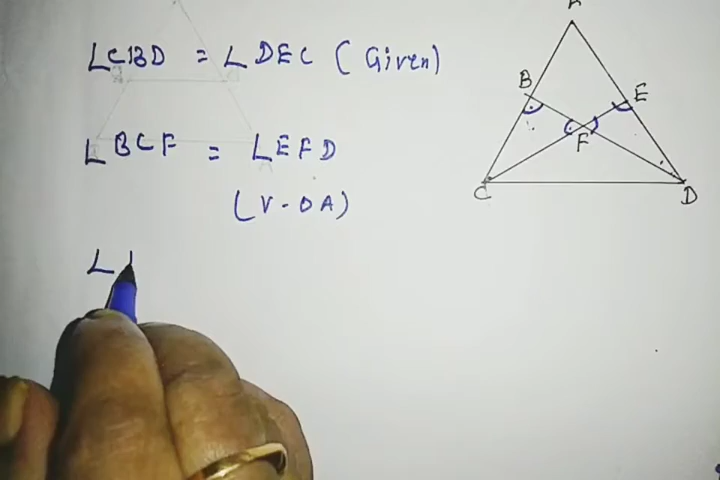 ∠CBD = ∠DEC (Given)
∠BCF = ∠EFD
(V-OA)
∠
A
B
E
F
C
D